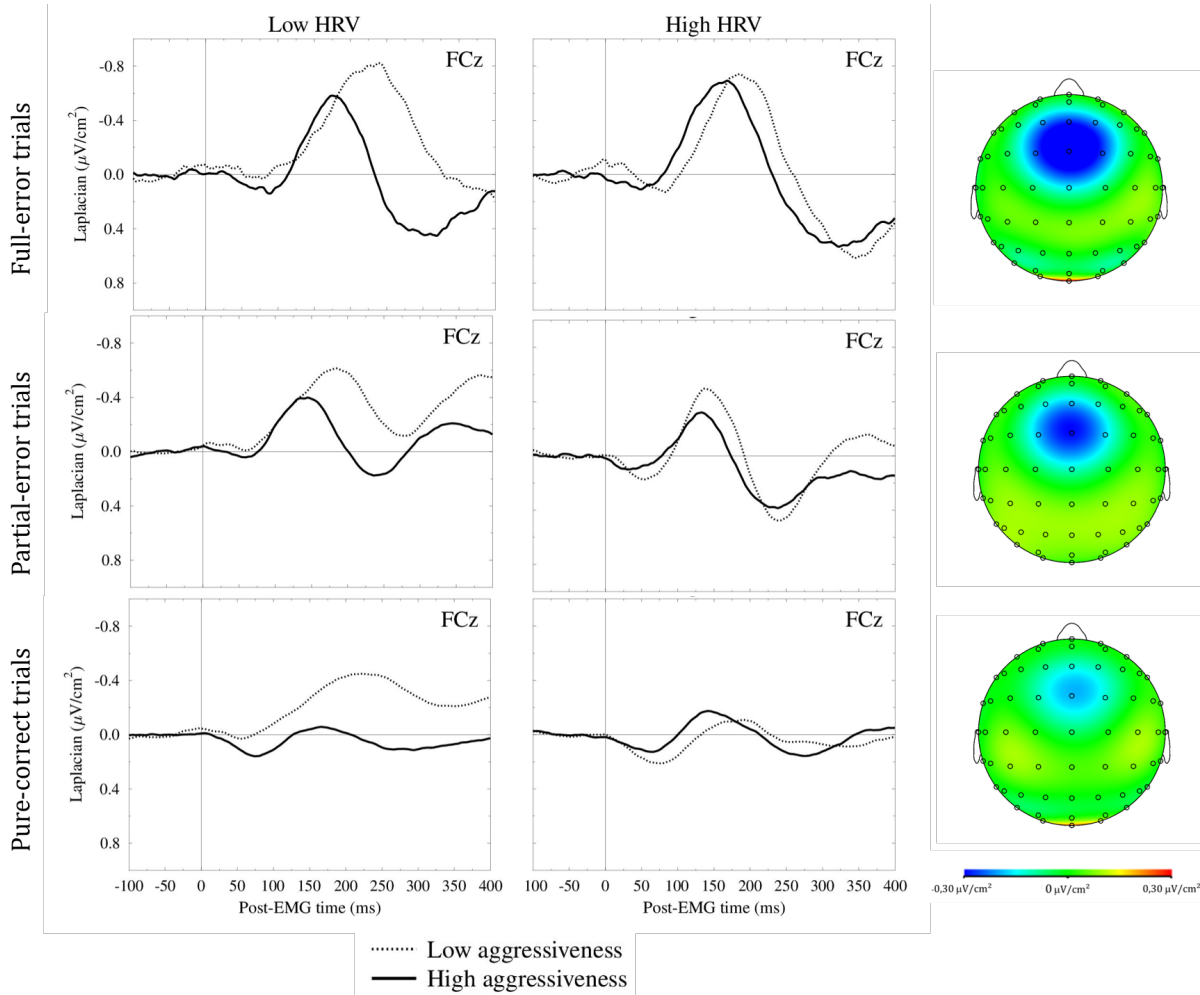 Low HRV
High HRV
Full-error trials
Laplacian (μV/cm²)
-0.8
-0.4
0.0
0.4
0.8
FCz
FCz
Partial-error trials
Laplacian (μV/cm²)
-0.8
-0.4
0.0
0.4
0.8
FCz
FCz
Pure-correct trials
Laplacian (μV/cm²)
-0.8
-0.4
0.0
0.4
0.8
FCz
FCz
-100 -50 0 50 100 150 200 250 300 350 400
100 -50 0 50 100 150 200 250 300 350 400
Post-EMG time (ms)
Post-EMG time (ms)
-0,30 μV/cm² 0 μV/cm² 0,30 μV/cm²
Low aggressiveness
High aggressiveness